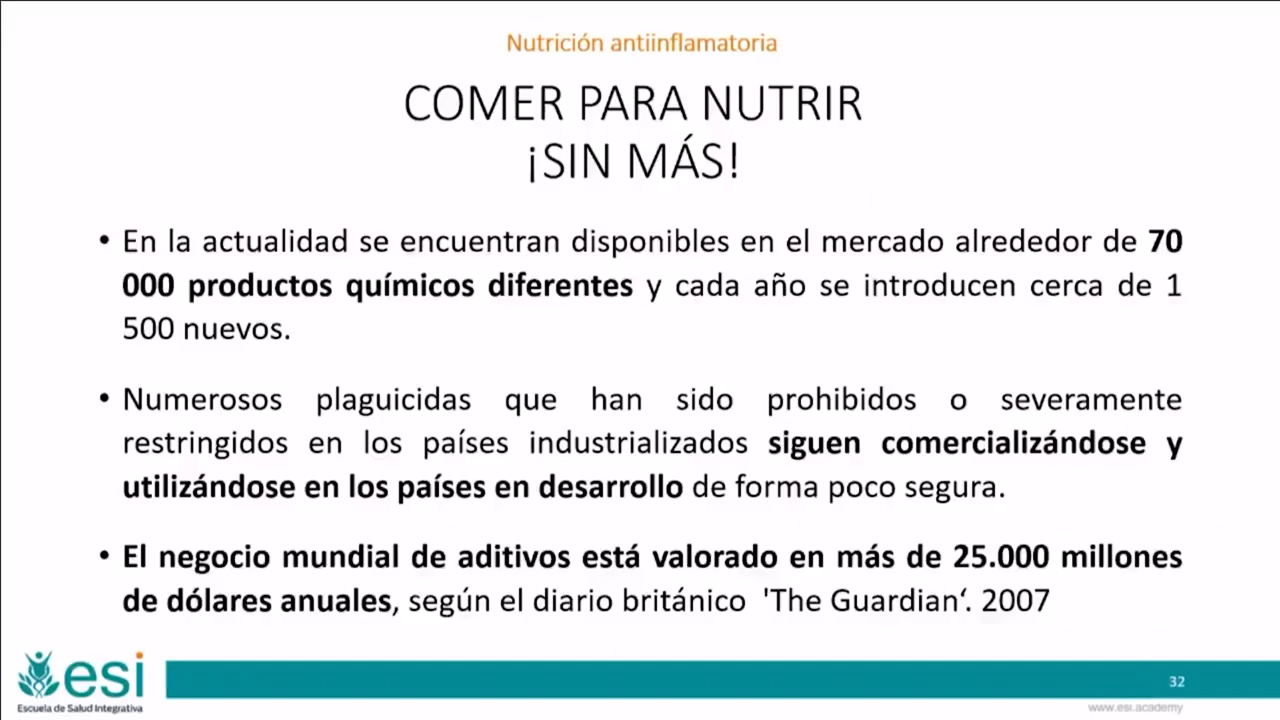 Nutrición antiinflamatoria
COMER PARA NUTRIR
¡SIN MÁS!
• En la actualidad se encuentran disponibles en el mercado alrededor de 70
000 productos químicos diferentes y cada año se introducen cerca de 1
500 nuevos.
• Numerosos plaguicidas que han sido prohibidos o severamente
restringidos en los países industrializados siguen comercializándose y
utilizándose en los países en desarrollo de forma poco segura.
• El negocio mundial de aditivos está valorado en más de 25.000 millones
de dólares anuales, según el diario británico 'The Guardian‘. 2007
esi
Escuela de Salud Integrativa
32
www.esi.academy